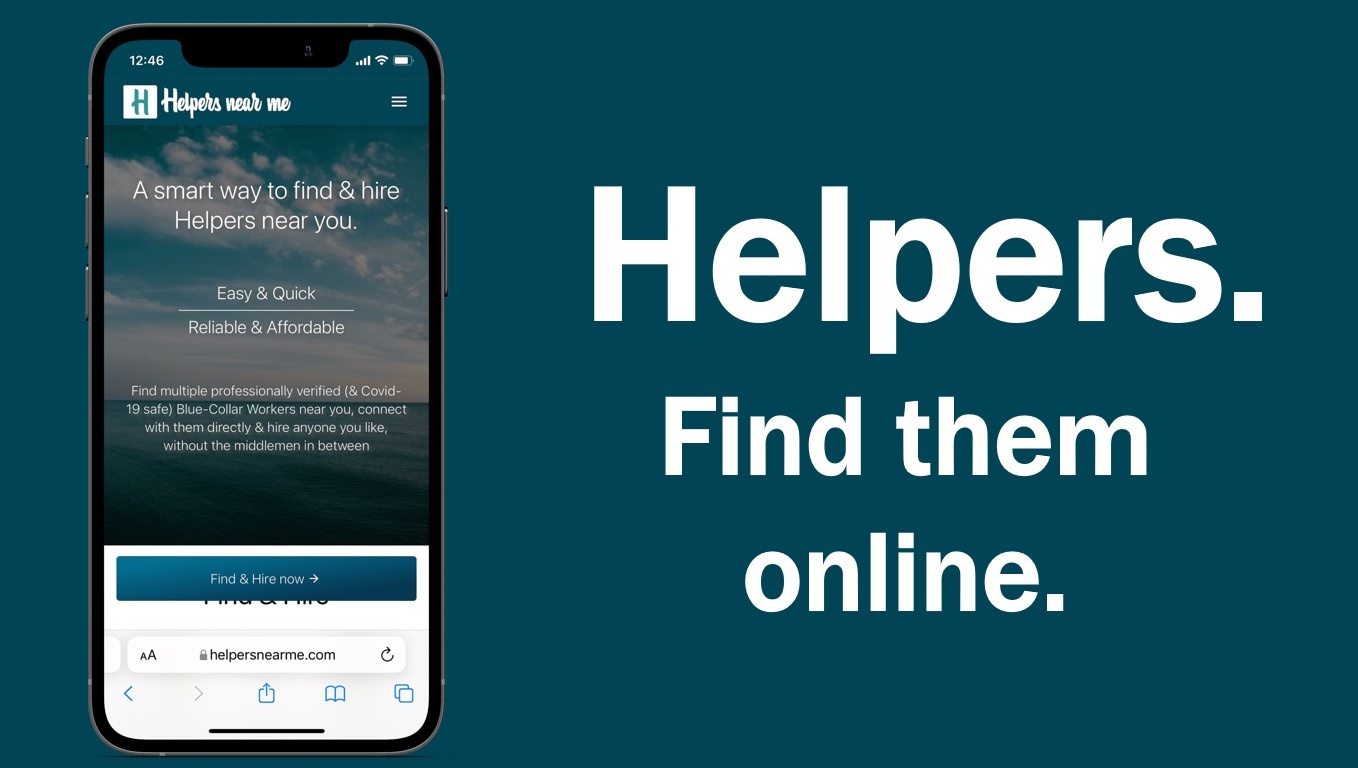 12:46
H Helpers near me
A smart way to find & hire
Helpers near you.
Easy & Quick
Reliable & Affordable
Find multiple professionally verified (& Covid-
19 safe) Blue-Collar Workers near you, connect
with them directly & hire anyone you like,
without the middlemen in between
Find & Hire now →
Find & Hire
AA helpersnearme.com
Helpers.
Find them
online.